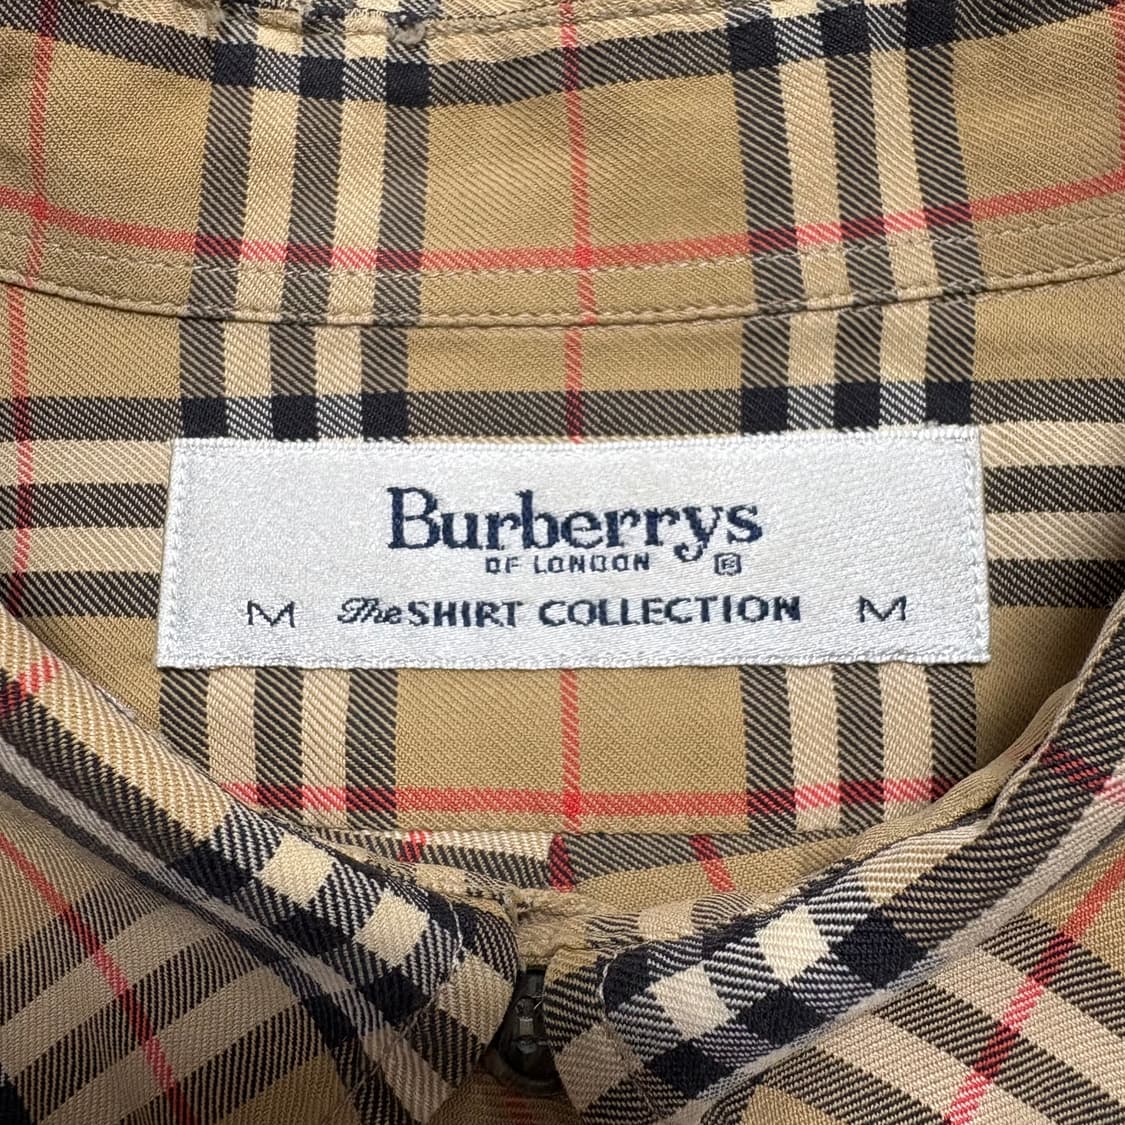 Burberrys
OF LONDON ®
M The SHIRT COLLECTION M